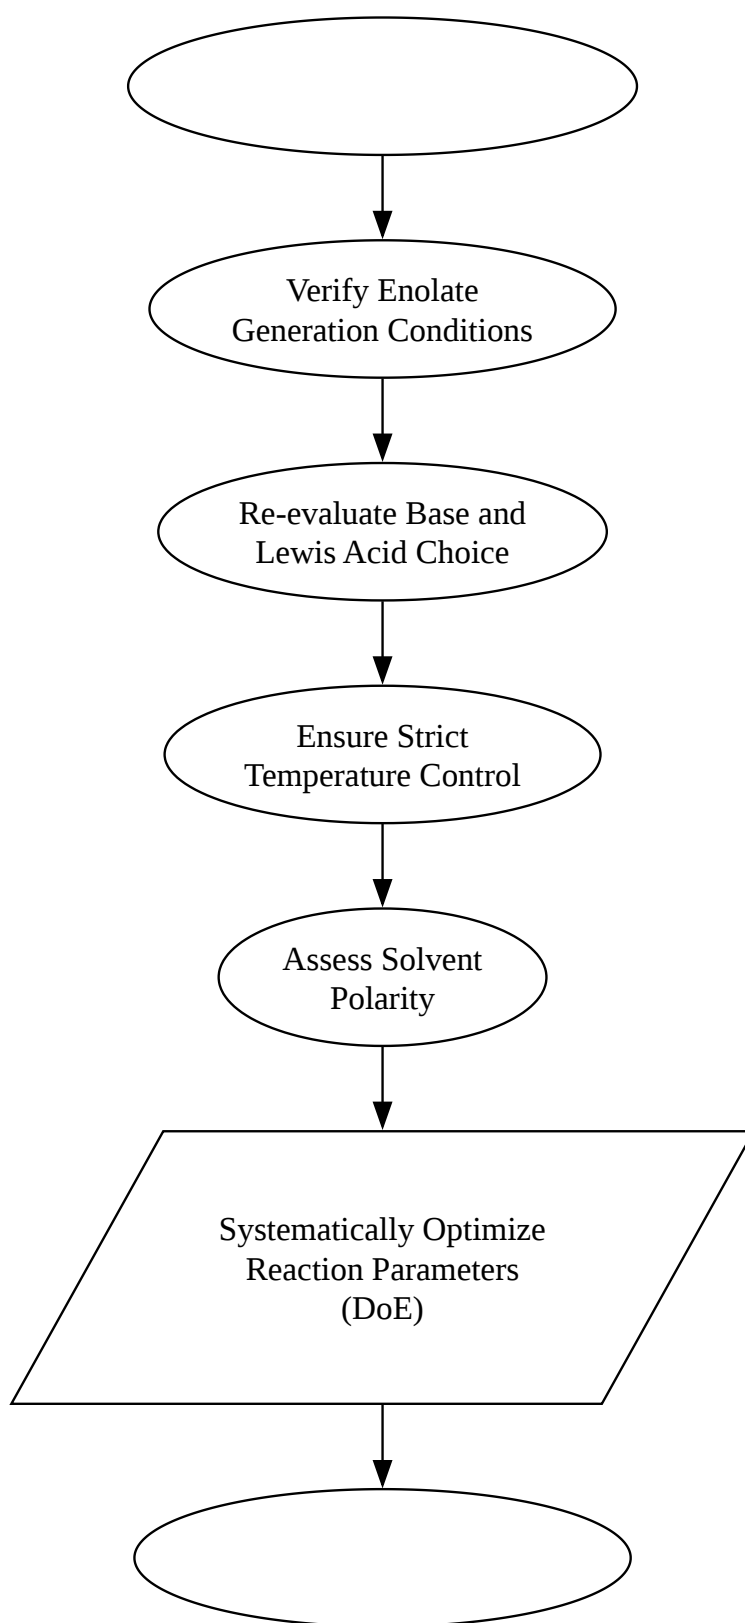 Verify Enolate
Generation Conditions
Re-evaluate Base and
Lewis Acid Choice
Ensure Strict
Temperature Control
Assess Solvent
Polarity
Systematically Optimize
Reaction Parameters
(DoE)